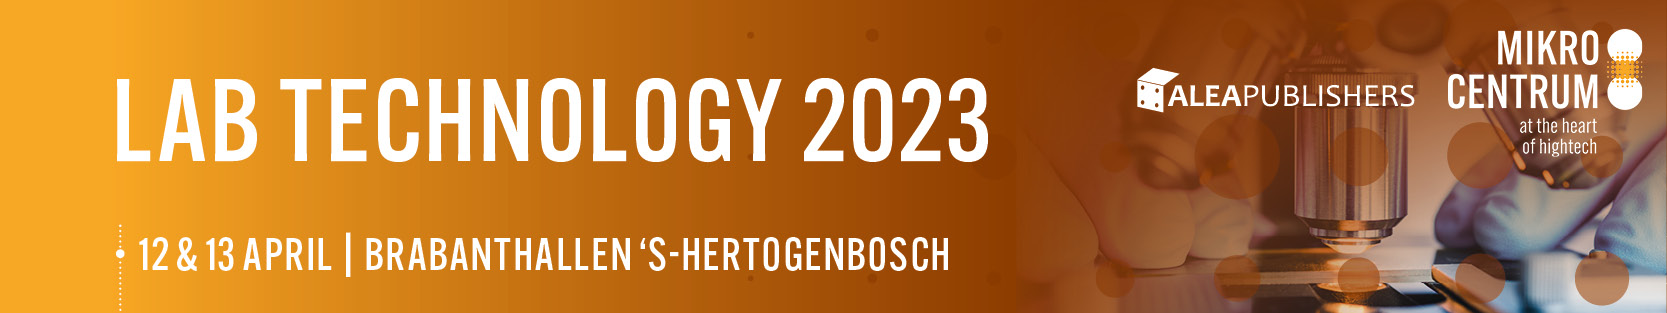 LAB TECHNOLOGY 2023
12 & 13 APRIL | BRABANTHALLEN ‘S-HERTOGENBOSCH
ALEAPUBLISHERS
MIKRO
CENTRUM
at the heart
of hightech